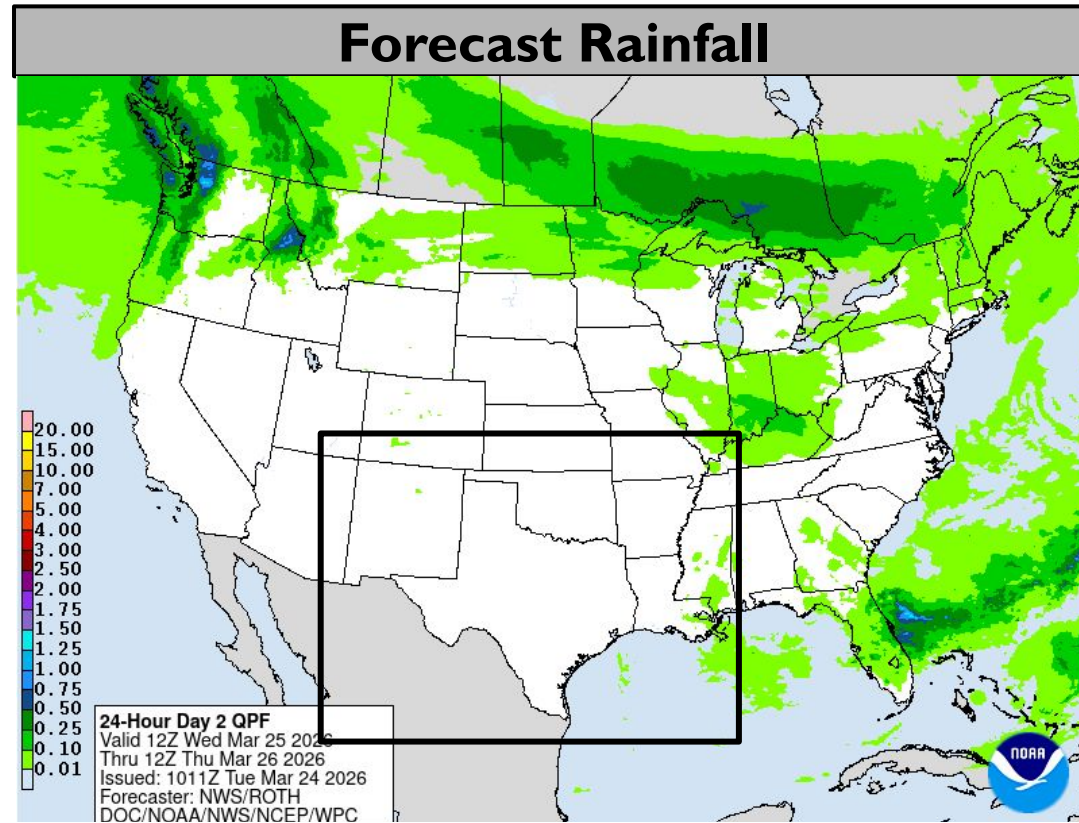 Forecast Rainfall
20.00
15.00
10.00
7.00
5.00
4.00
3.00
2.50
2.00
1.75
1.50
1.25
1.00
0.75
0.50
0.25
0.10
0.01
24-Hour Day 2 QPF
Valid 12Z Wed Mar 25 2026
Thru 12Z Thu Mar 26 2026
Issued: 1011Z Tue Mar 24 2026
Forecaster: NWS/ROTH
DOC/NOAA/NWS/NCEP/WPC
NOAA